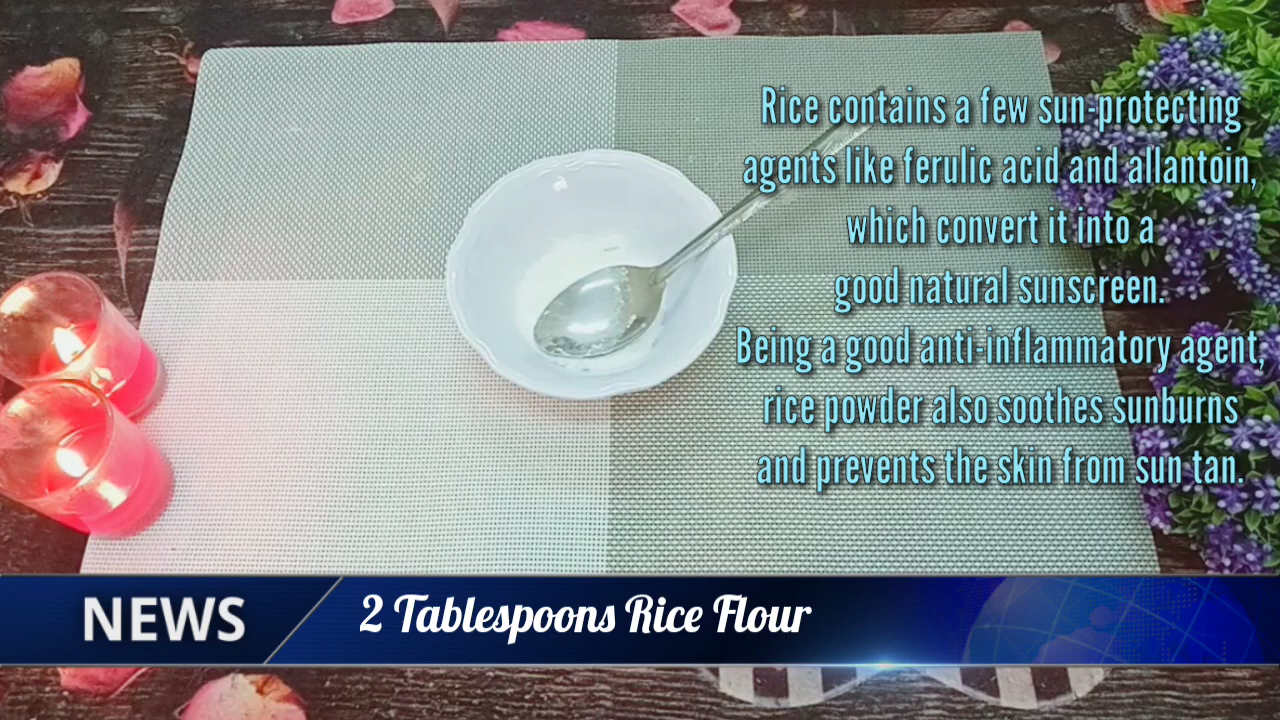 Rice contains a few sun-protecting
agents like ferulic acid and allantoin,
which convert it into a
good natural sunscreen.
Being a good anti-inflammatory agent,
rice powder also soothes sunburns
and prevents the skin from sun tan.
NEWS
2 Tablespoons Rice Flour